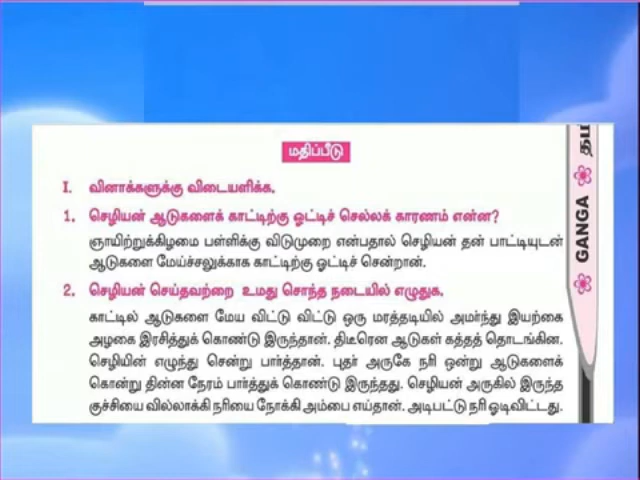 மதிப்பீடு
I. வினாக்களுக்கு விடையளிக்க.
1. செழியன் ஆடுகளைக் காட்டிற்கு ஓட்டிச் செல்லக் காரணம் என்ன?
ஞாயிற்றுக்கிழமை பள்ளிக்கு விடுமுறை என்பதால் செழியன் தன் பாட்டியுடன்
ஆடுகளை மேய்ச்சலுக்காக காட்டிற்கு ஓட்டிச் சென்றான்.
2. செழியன் செய்தவற்றை உமது சொந்த நடையில் எழுதுக.
காட்டில் ஆடுகளை மேய விட்டு விட்டு ஒரு மரத்தடியில் அமர்ந்து இயற்கை
அழகை இரசித்துக் கொண்டு இருந்தான். திடீரென ஆடுகள் கத்தத் தொடங்கின.
செழியின் எழுந்து சென்று பார்த்தான். புதர் அருகே நரி ஒன்று ஆடுகளைக்
கொன்று தின்ன நேரம் பார்த்துக் கொண்டு இருந்தது. செழியன் அருகில் இருந்த
குச்சியை வில்லாக்கி நரியை நோக்கி அம்பை எய்தான். அடிபட்டு நரி ஓடிவிட்டது.
GANGA